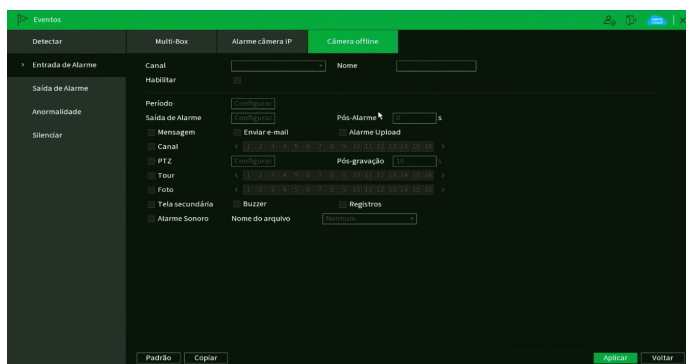 Eventos
Detectar
Entrada de Alarme
Saída de Alarme
Anormalidade
Silenciar
Multi-Box Alarme câmera IP Câmera offline
Canal Nome
Habilitar
Período Configurar
Saída de Alarme Configurar Pós-Alarme 0 s
Mensagem Enviar e-mail Alarme Upload
Canal < 1 2 3 4 5 6 7 8 9 10 11 12 13 14 15 16 >
PTZ Configurar Pós-gravação 10 s
Tour < 1 2 3 4 5 6 7 8 9 10 11 12 13 14 15 16 >
Foto < 1 2 3 4 5 6 7 8 9 10 11 12 13 14 15 16 >
Tela secundária Buzzer Registros
Alarme Sonoro Nome do arquivo Nenhum
Padrão Copiar Aplicar Voltar